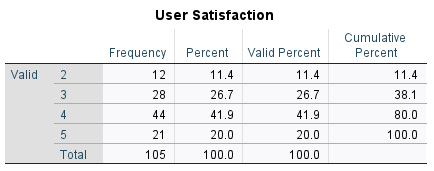 User Satisfaction
Frequency Percent Valid Percent Cumulative Percent
Valid 2 12 11.4 11.4 11.4
3 28 26.7 26.7 38.1
4 44 41.9 41.9 80.0
5 21 20.0 20.0 100.0
Total 105 100.0 100.0